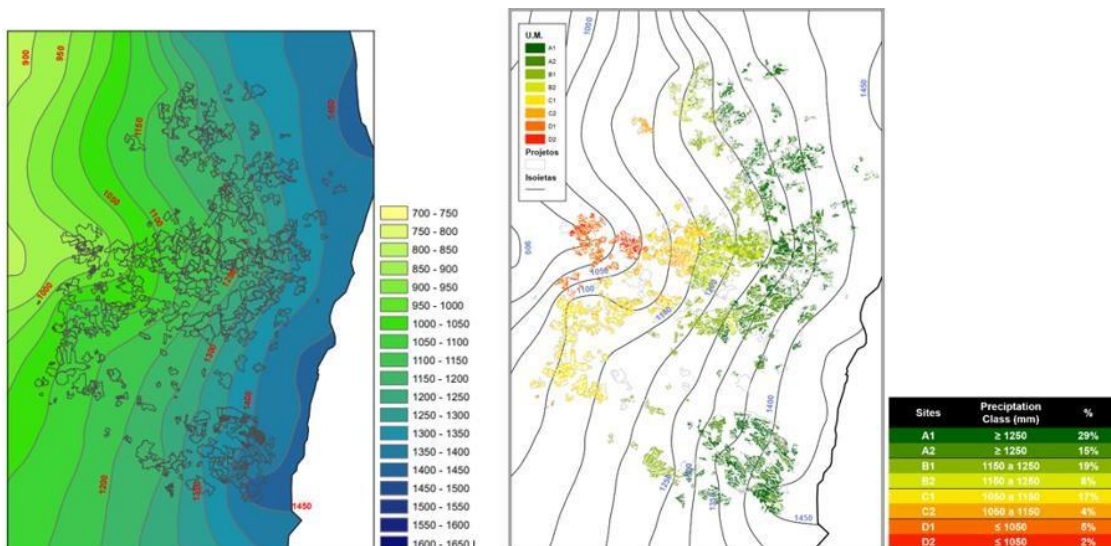 900
950
1150
1450
1050
1100
1000
1200
1300
1400
1200
1450
700 - 750
750 - 800
800 - 850
850 - 900
900 - 950
950 - 1000
1000 - 1050
1050 - 1100
1100 - 1150
1150 - 1200
1200 - 1250
1250 - 1300
1300 - 1350
1350 - 1400
1400 - 1450
1450 - 1500
1500 - 1550
1550 - 1600
1600 - 1650
U.M.
A1
A2
B1
B2
C1
C2
D1
D2
Projetos
Isoietas
1000
1450
900
1050
1100
1150
1400
1250
1450
Sites Preciptation Class (mm) %
A1 ≥ 1250 29%
A2 ≥ 1250 15%
B1 1150 a 1250 19%
B2 1150 a 1250 8%
C1 1050 a 1150 17%
C2 1050 a 1150 4%
D1 ≤ 1050 5%
D2 ≤ 1050 2%